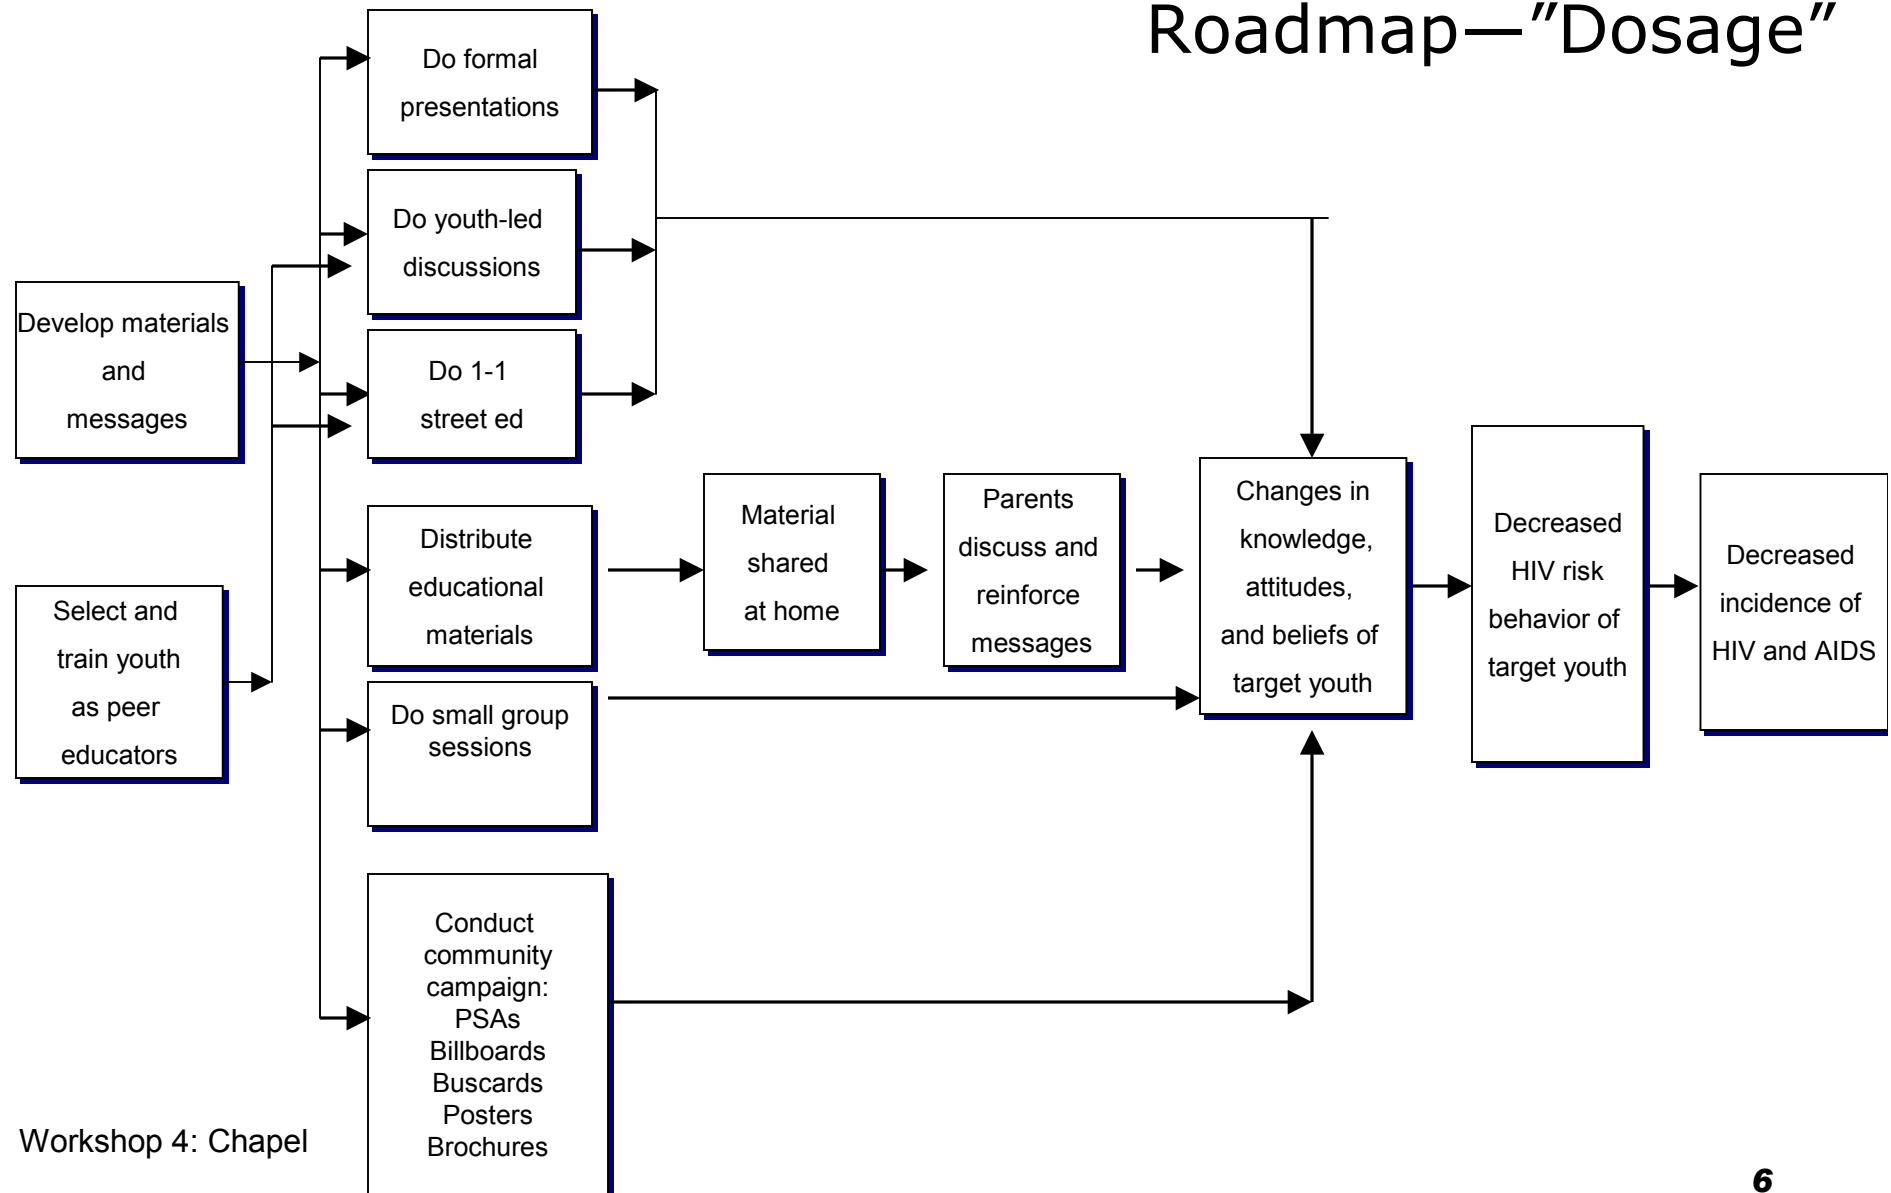 Roadmap—"Dosage"
Do formal
presentations
Do youth-led
discussions
Develop materials
and
messages
Do 1-1
street ed
Select and
train youth
as peer
educators
Distribute
educational
materials
Material
shared
at home
Parents
discuss and
reinforce
messages
Changes in
knowledge,
attitudes,
and beliefs of
target youth
Decreased
HIV risk
behavior of
target youth
Decreased
incidence of
HIV and AIDS
Do small group
sessions
Conduct
community
campaign:
PSAs
Billboards
Buscards
Posters
Brochures
Workshop 4: Chapel
6